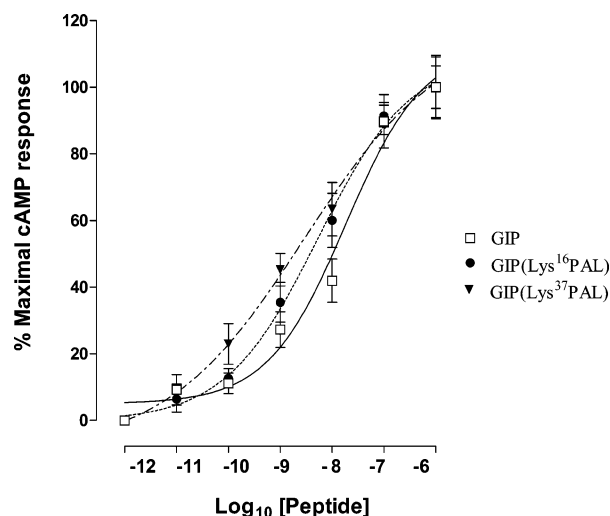 % Maximal cAMP response
120
100
80
60
40
20
0
-12 -11 -10 -9 -8 -7 -6
Log₁₀ [Peptide]
GIP
GIP(Lys¹⁶PAL)
GIP(Lys³⁷PAL)